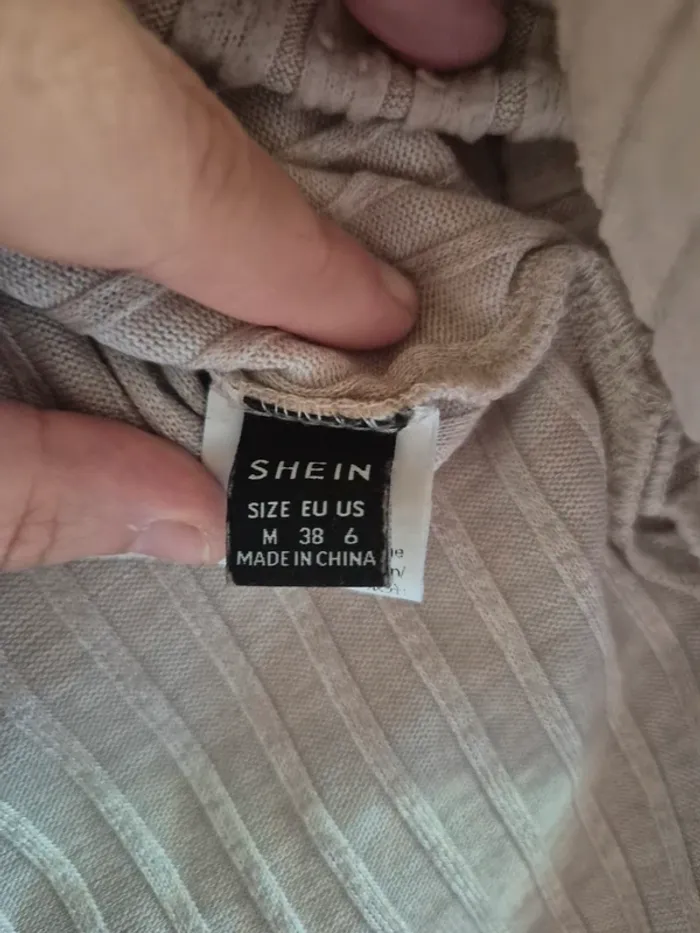 SHEIN
SIZE EU US
M 38 6
MADE IN CHINA